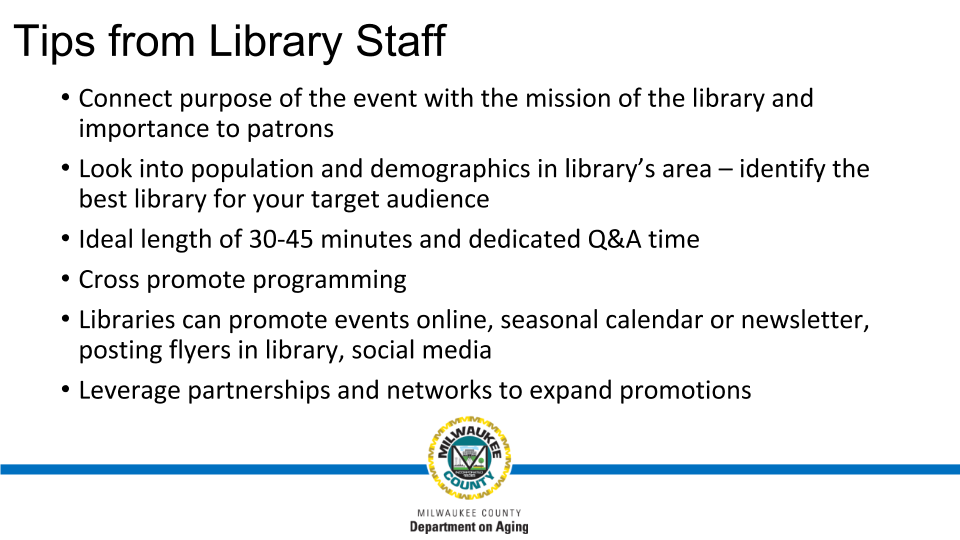 Tips from Library Staff
• Connect purpose of the event with the mission of the library and
importance to patrons
• Look into population and demographics in library’s area – identify the
best library for your target audience
• Ideal length of 30-45 minutes and dedicated Q&A time
• Cross promote programming
• Libraries can promote events online, seasonal calendar or newsletter,
posting flyers in library, social media
• Leverage partnerships and networks to expand promotions
MILWAUKEE
COUNTY
MILWAUKEE COUNTY
Department on Aging